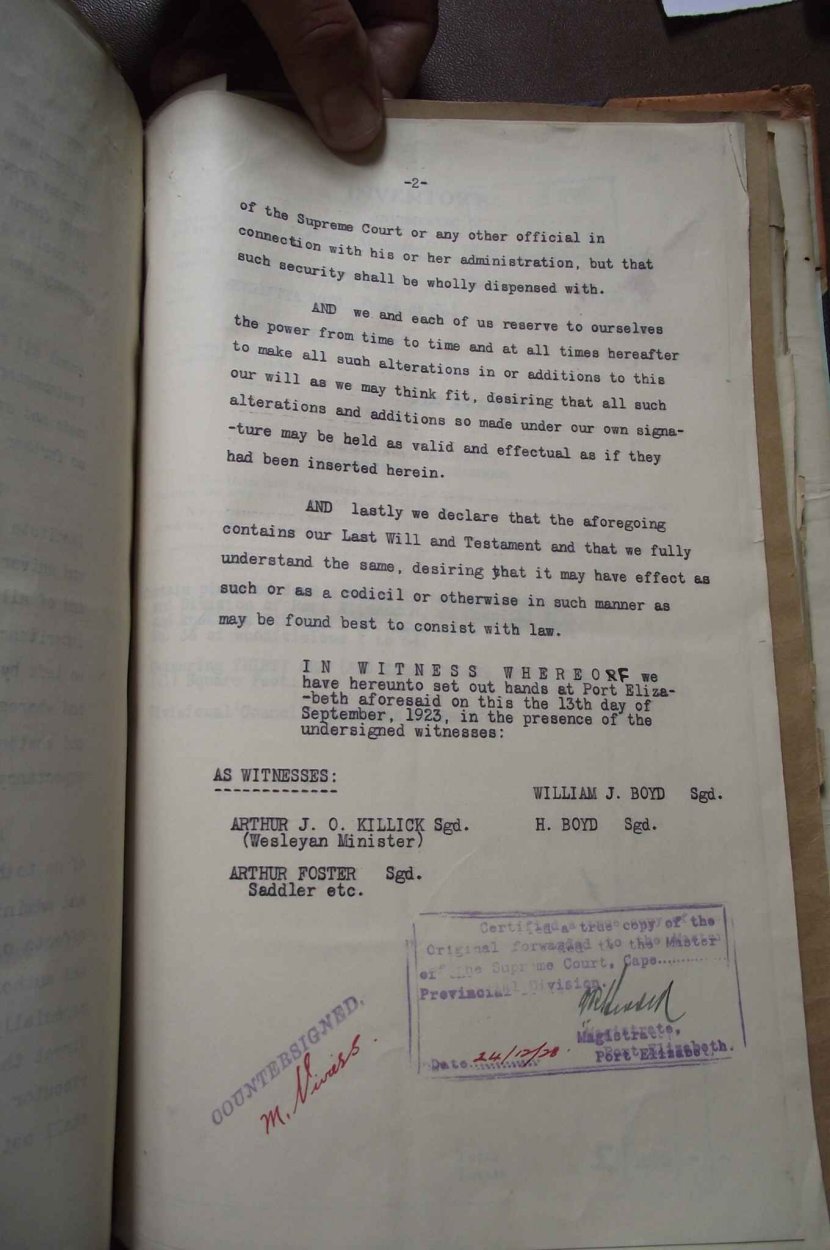 -2-
of the Supreme Court or any other official in
connection with his or her administration, but that
such security shall be wholly dispensed with.
AND we and each of us reserve to ourselves
the power from time to time and at all times hereafter
to make all such alterations in or additions to this
our will as we may think fit, desiring that all such
alterations and additions so made under our own signa-
-ture may be held as valid and effectual as if they
had been inserted herein.
AND lastly we declare that the aforegoing
contains our Last Will and Testament and that we fully
understand the same, desiring that it may have effect as
such or as a codicil or otherwise in such manner as
may be found best to consist with law.
IN WITNESS WHEREOF we
have hereunto set out hands at Port Eliza-
-beth aforesaid on this the 13th day of
September, 1923, in the presence of the
undersigned witnesses:
AS WITNESSES:
WILLIAM J. BOYD Sgd.
ARTHUR J. O. KILLICK Sgd.
H. BOYD Sgd.
(Wesleyan Minister)
ARTHUR FOSTER Sgd.
Saddler etc.
Certified a true copy of the
Original forwarded to the Master
of the Supreme Court, Cape
Provincial Division.
Magistrate,
Port Elizabeth.
Date 24/12/28.
COUNTERSIGNED.
M.